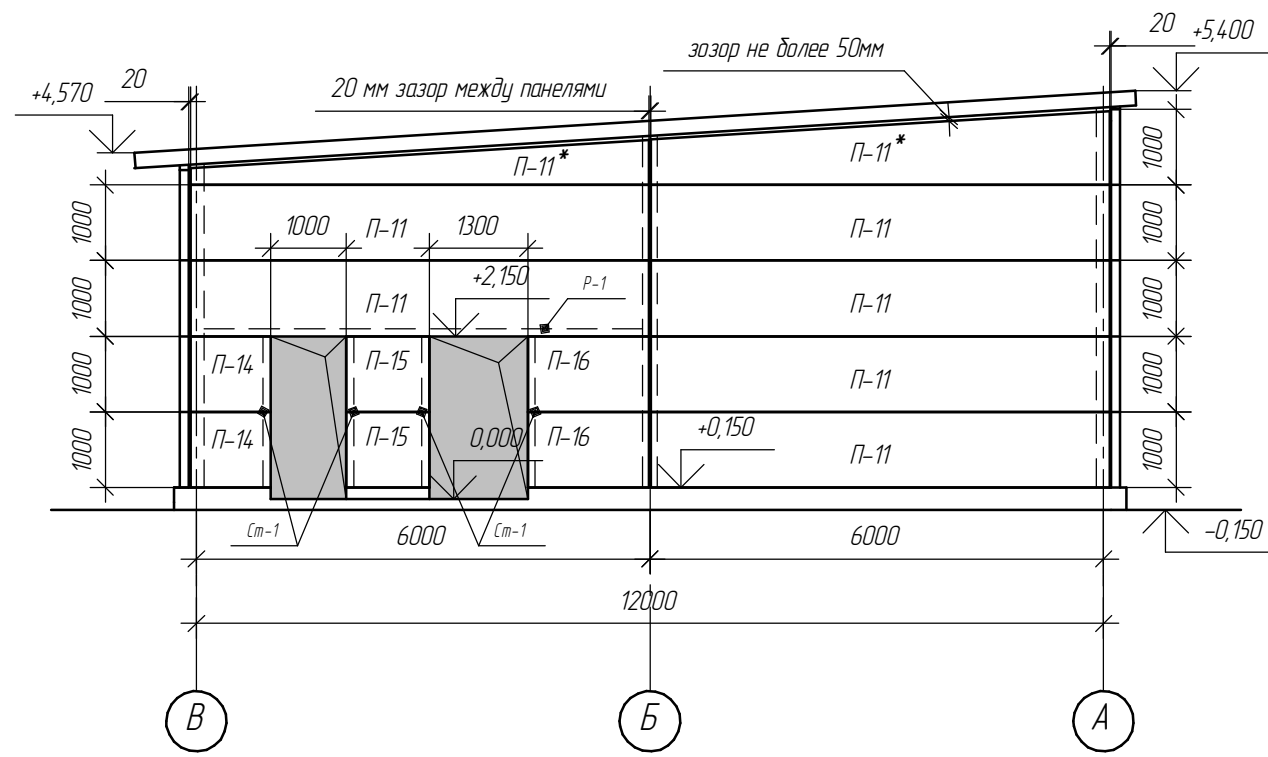 20
+5,400
зазор не более 50мм
20
+4,570
20 мм зазор между панелями
П-11*
П-11*
1000
1000
1000
П-11
1300
П-11
1000
1000
П-11
+2,150
Р-1
П-11
1000
1000
П-14
П-15
П-16
П-11
1000
1000
П-14
П-15
0,000
П-16
+0,150
П-11
1000
Ст-1
6000
Ст-1
6000
-0,150
12000
В
Б
А